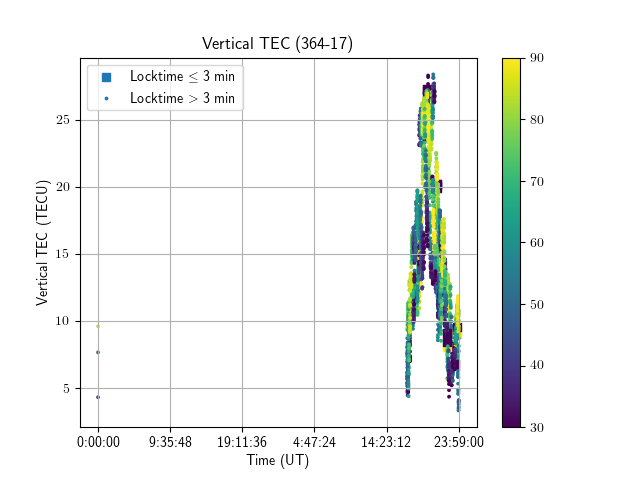 Vertical TEC (364-17)
Locktime ≤ 3 min
Locktime > 3 min
Vertical TEC (TECU)
25
20
15
10
5
0:00:00 9:35:48 19:11:36 4:47:24 14:23:12 23:59:00
Time (UT)
90
80
70
60
50
40
30